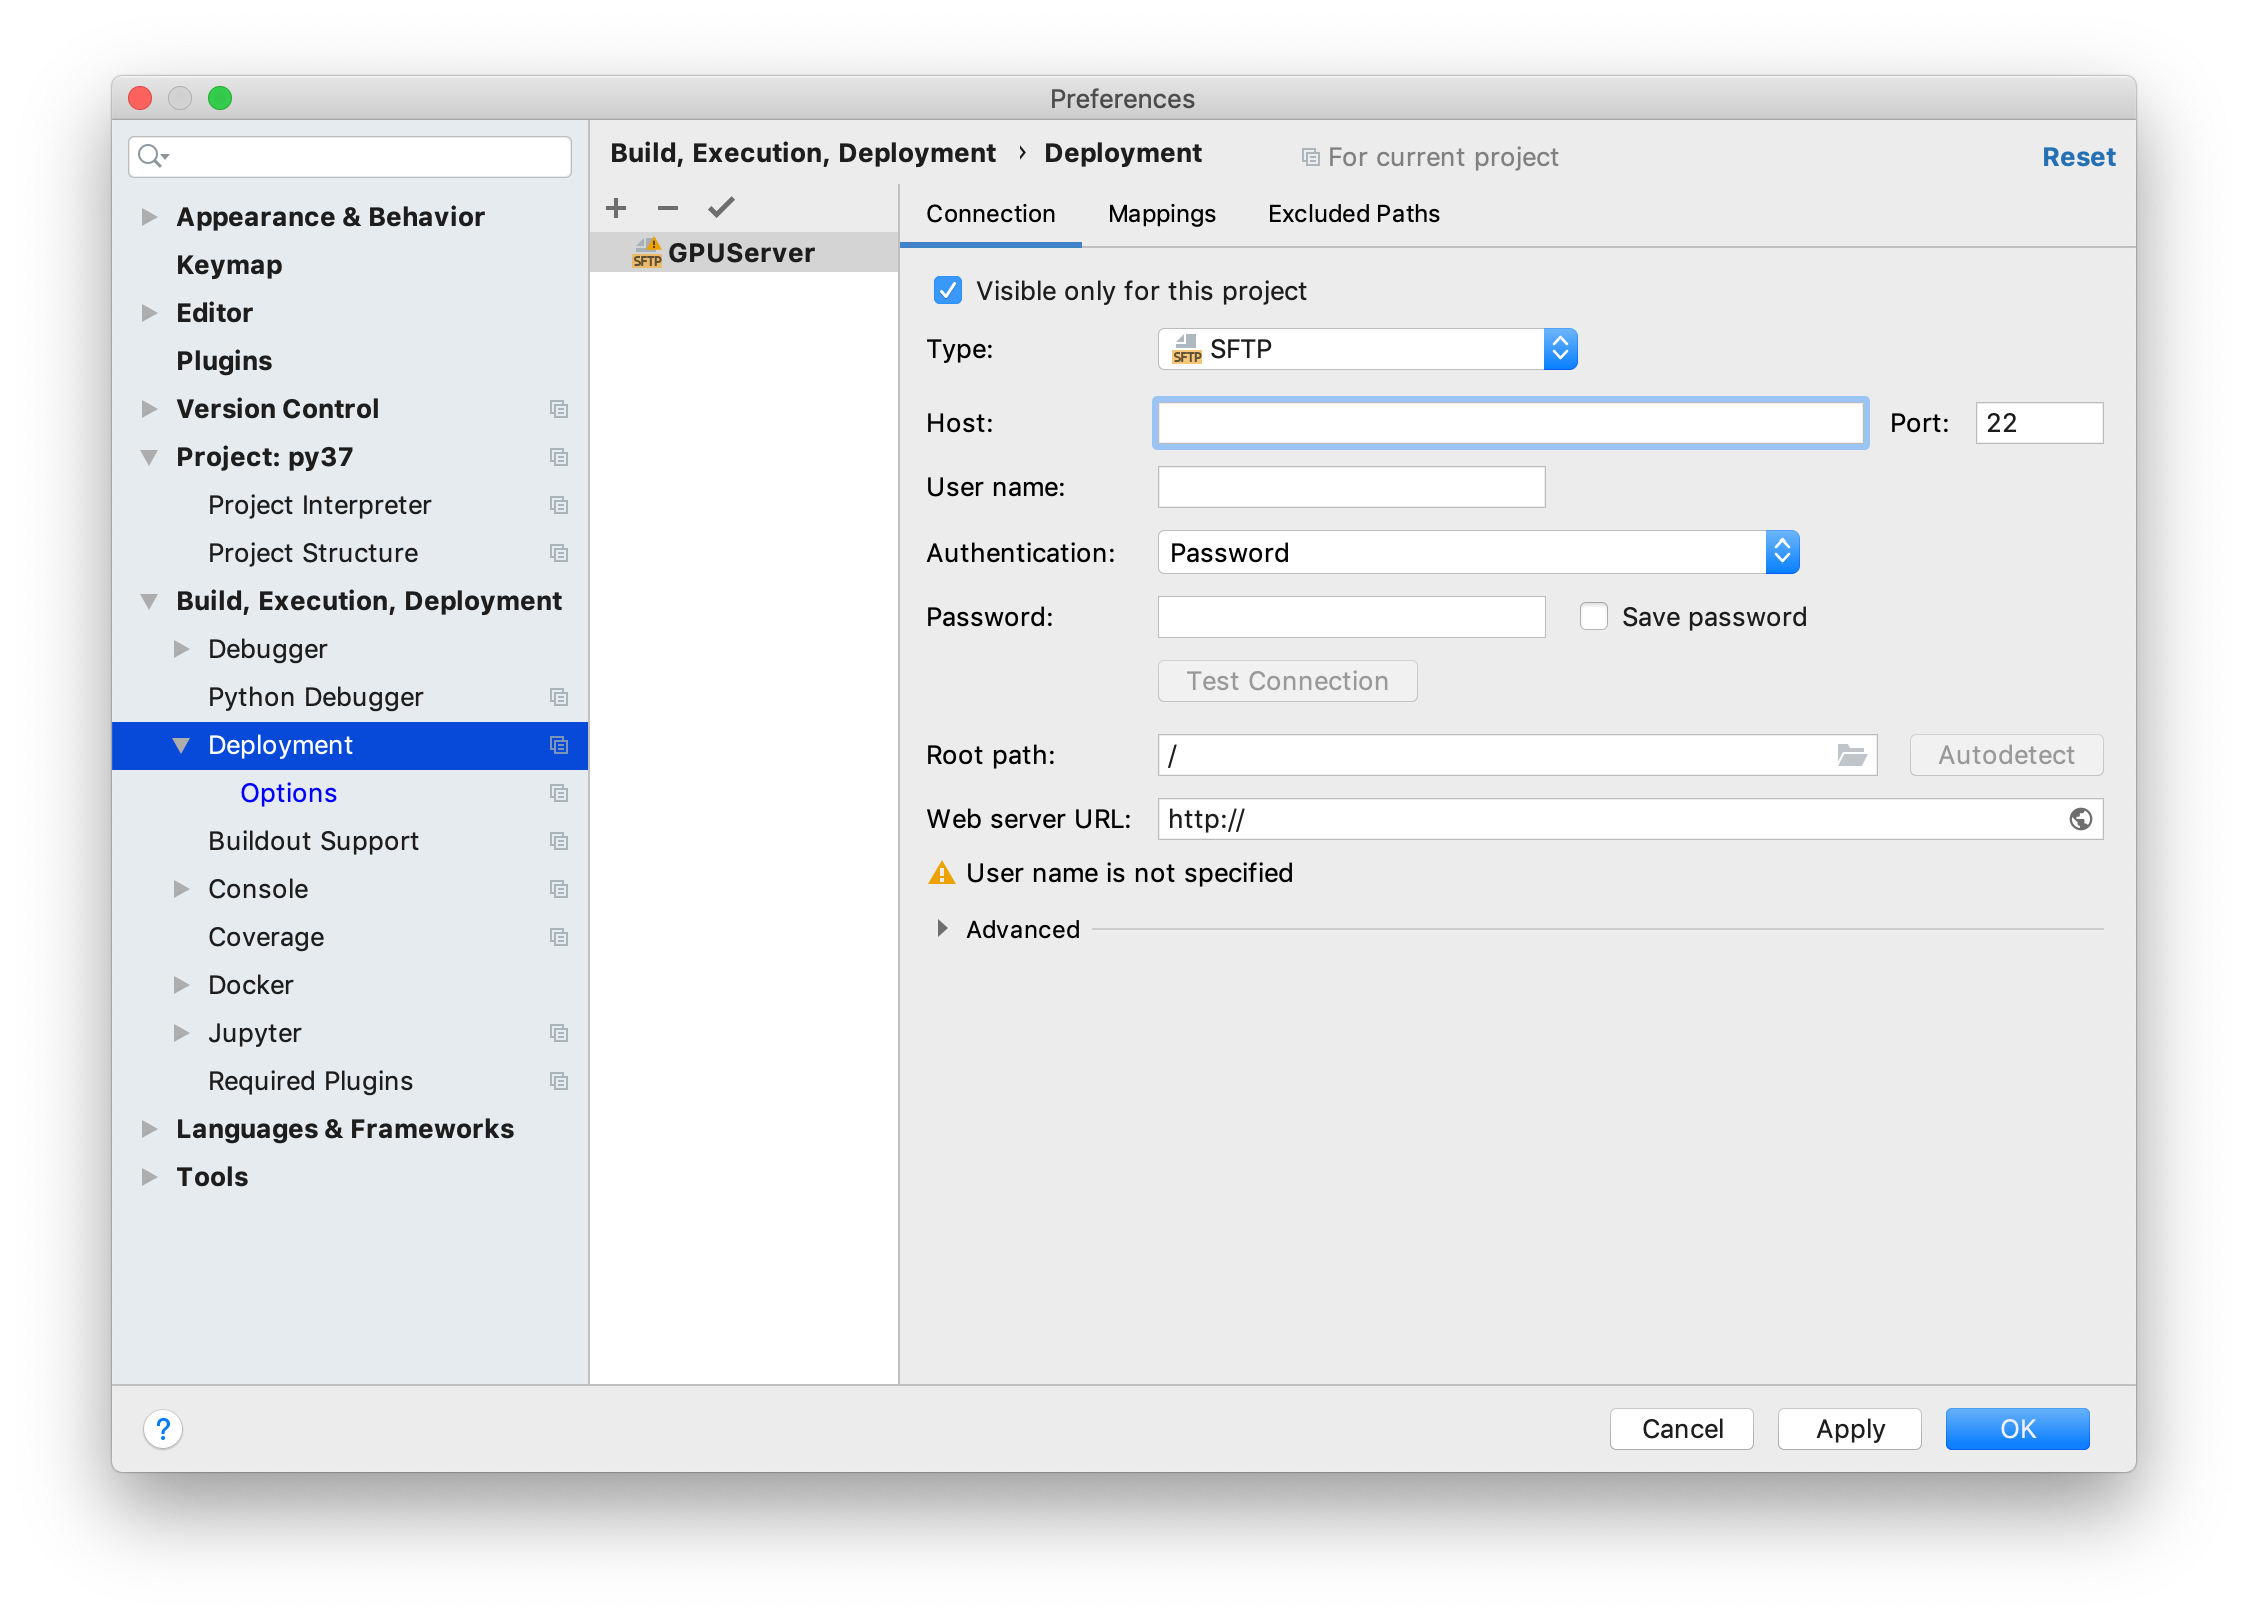 Preferences
Appearance & Behavior
Keymap
Editor
Plugins
Version Control
Project: py37
Project Interpreter
Project Structure
Build, Execution, Deployment
Debugger
Python Debugger
Deployment
Options
Buildout Support
Console
Coverage
Docker
Jupyter
Required Plugins
Languages & Frameworks
Tools
Build, Execution, Deployment › Deployment
For current project
Reset
SFTP GPUServer
Connection Mappings Excluded Paths
Visible only for this project
Type: SFTP SFTP
Host: Port: 22
User name:
Authentication: Password
Password: Save password
Test Connection
Root path: / Autodetect
Web server URL: http://
User name is not specified
Advanced
? Cancel Apply OK